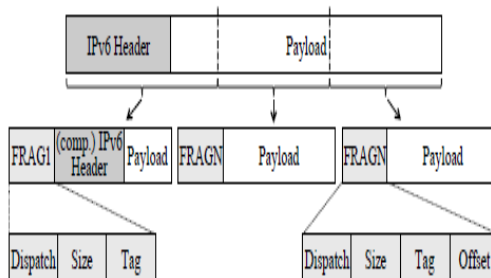 IPv6 Header Payload
FRAG1 (comp.) IPv6 Header Payload FRAGN Payload FRAGN Payload
Dispatch Size Tag Dispatch Size Tag Offset